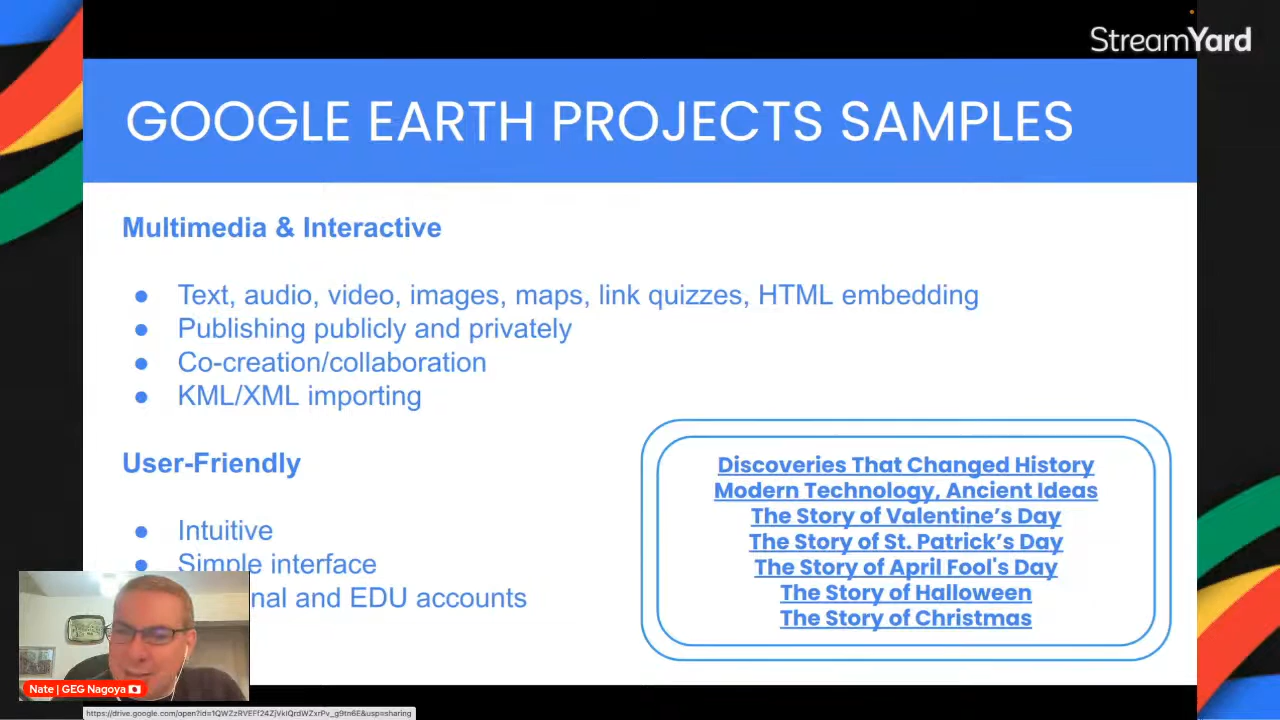 StreamYard
GOOGLE EARTH PROJECTS SAMPLES
Multimedia & Interactive
● Text, audio, video, images, maps, link quizzes, HTML embedding
● Publishing publicly and privately
● Co-creation/collaboration
● KML/XML importing
User-Friendly
● Intuitive
● Simple interface
nal and EDU accounts
Discoveries That Changed History
Modern Technology, Ancient Ideas
The Story of Valentine's Day
The Story of St. Patrick's Day
The Story of April Fool's Day
The Story of Halloween
The Story of Christmas
Nate | GEG Nagoya